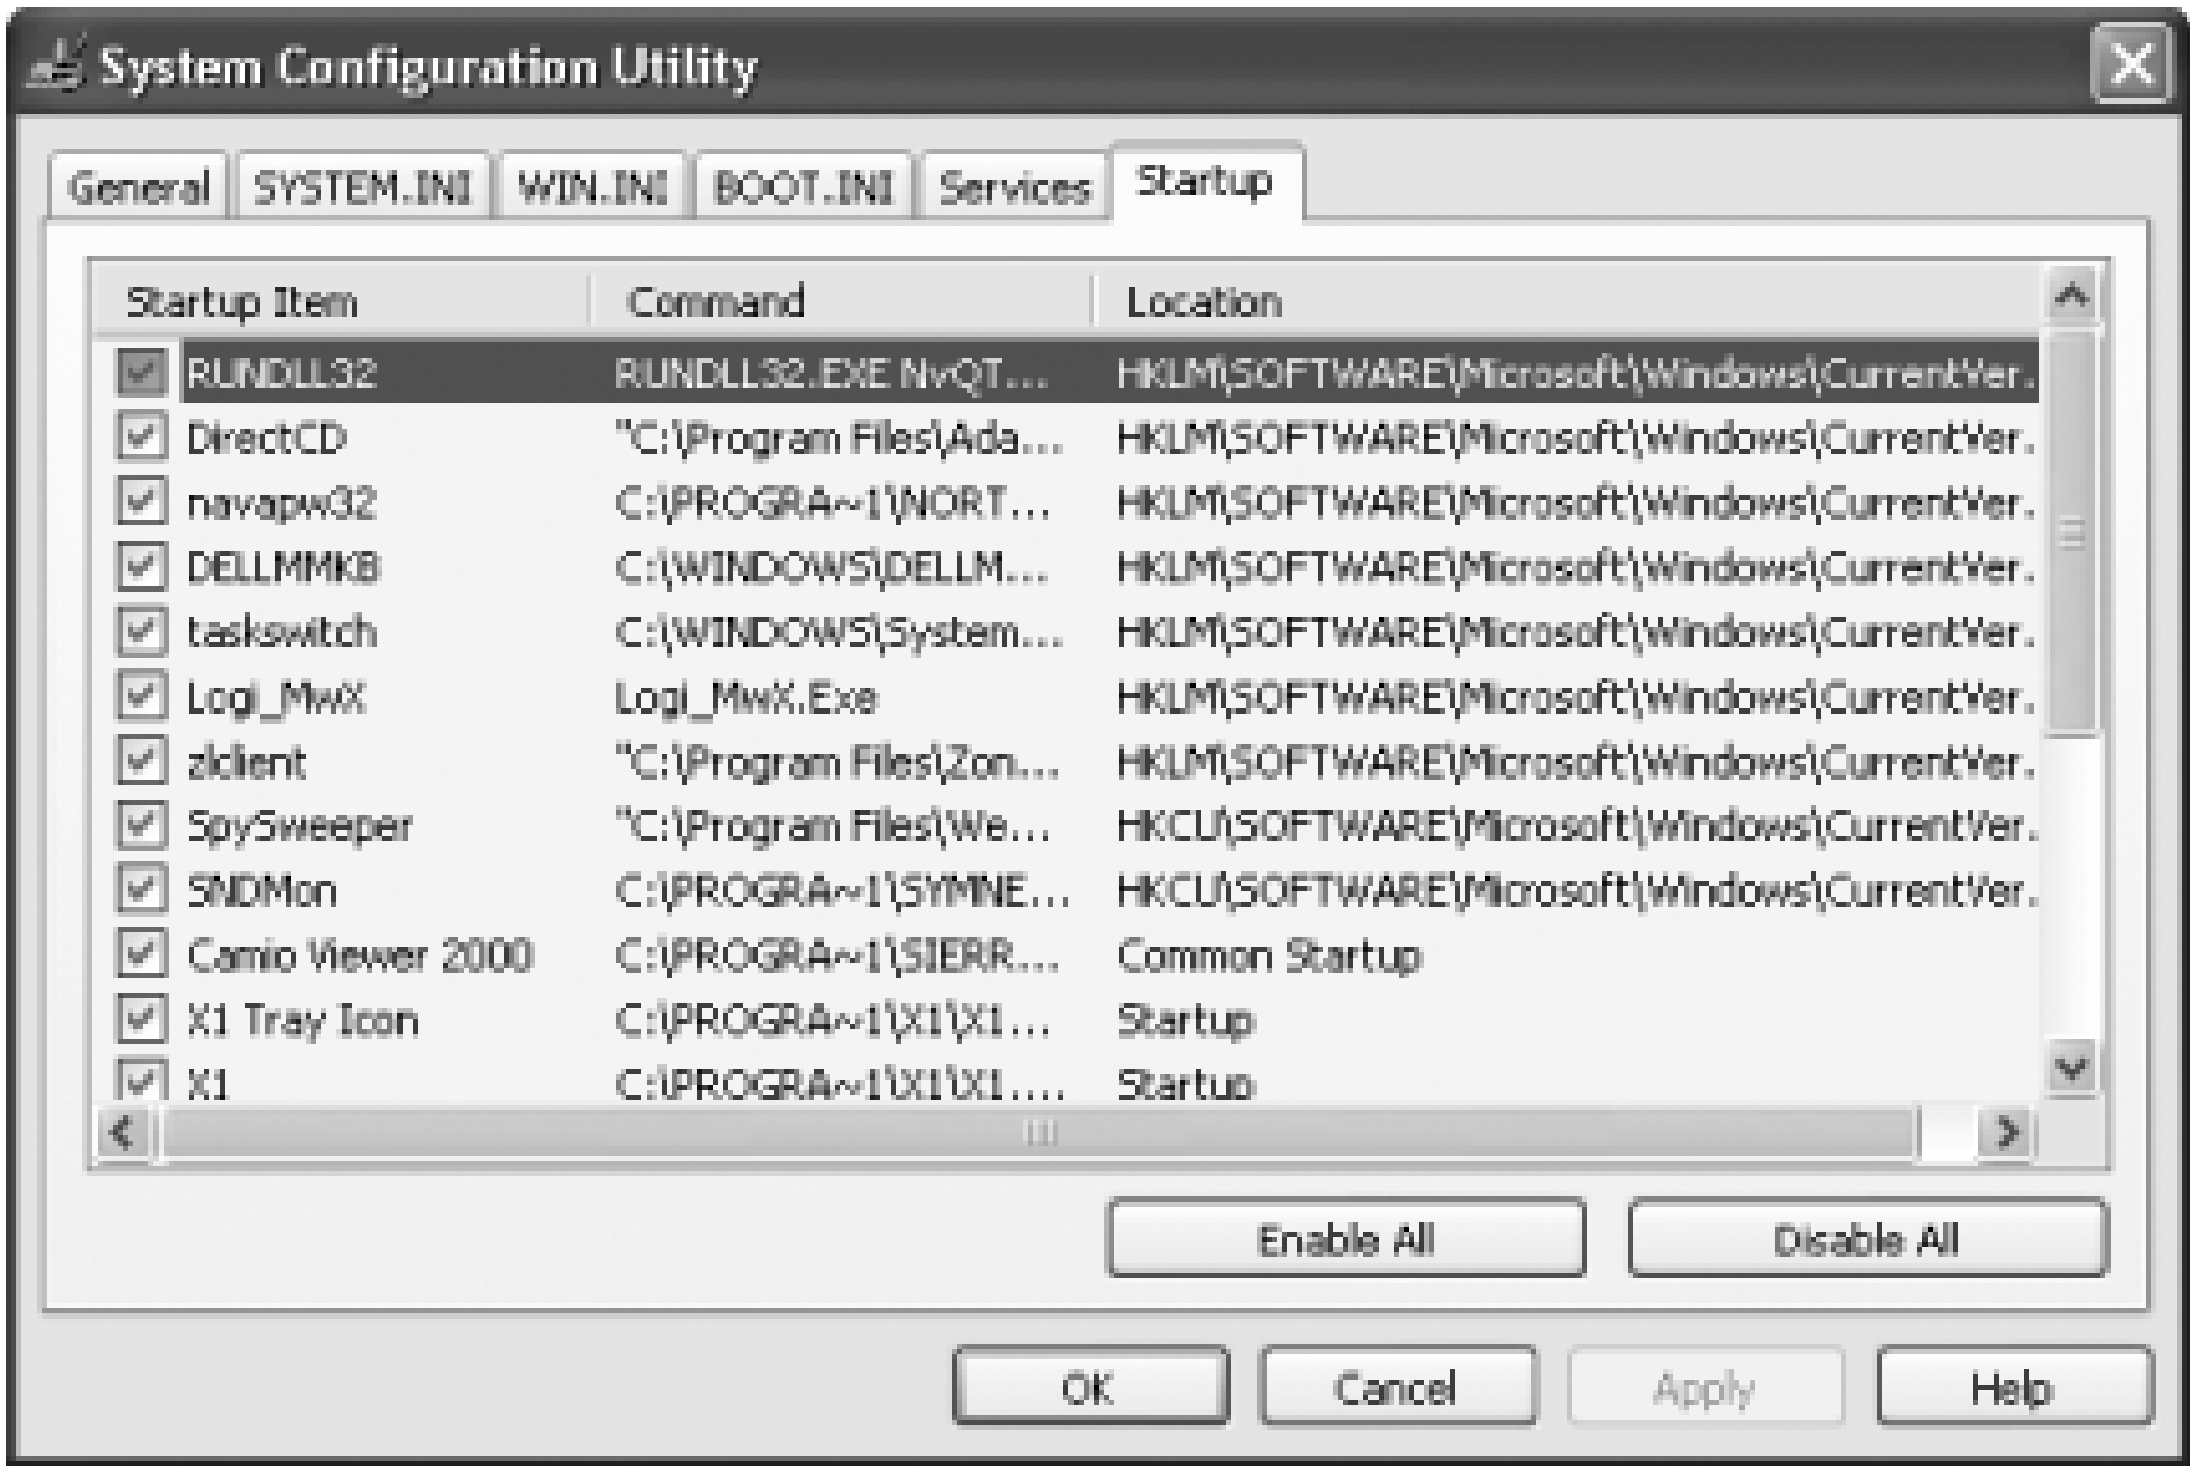 System Configuration Utility
General SYSTEM.INI WIN.INI BOOT.INI Services Startup
Startup Item Command Location
RUNDLL32 RUNDLL32.EXE NvQT... HKLM\SOFTWARE\Microsoft\Windows\CurrentVer.
DirectCD "C:\Program Files\Ada... HKLM\SOFTWARE\Microsoft\Windows\CurrentVer.
navapw32 C:\PROGRA~1\NORT... HKLM\SOFTWARE\Microsoft\Windows\CurrentVer.
DELLMMKB C:\WINDOWS\DELLM... HKLM\SOFTWARE\Microsoft\Windows\CurrentVer.
taskswitch C:\WINDOWS\System... HKLM\SOFTWARE\Microsoft\Windows\CurrentVer.
Logi_MwX Logi_MwX.Exe HKLM\SOFTWARE\Microsoft\Windows\CurrentVer.
zlclient "C:\Program Files\Zon... HKLM\SOFTWARE\Microsoft\Windows\CurrentVer.
SpySweeper "C:\Program Files\We... HKCU\SOFTWARE\Microsoft\Windows\CurrentVer.
SNDMon C:\PROGRA~1\SYMNE... HKCU\SOFTWARE\Microsoft\Windows\CurrentVer.
Camio Viewer 2000 C:\PROGRA~1\SIERR... Common Startup
X1 Tray Icon C:\PROGRA~1\X1\X1... Startup
X1 C:\PROGRA~1\X1\X1.... Startup
Enable All Disable All
OK Cancel Apply Help